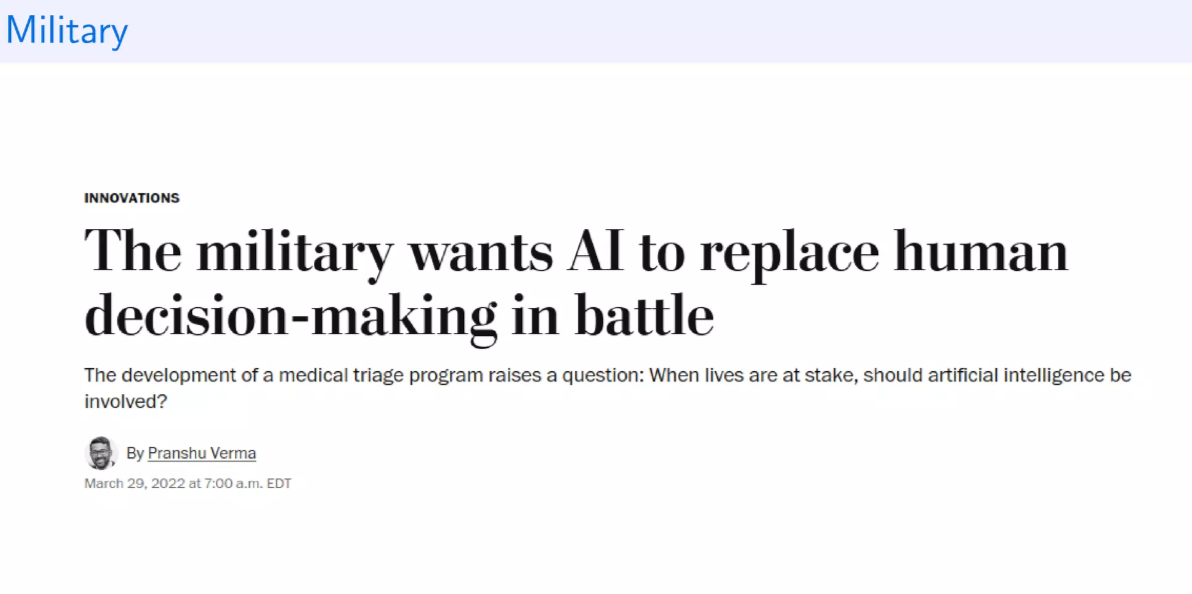 Military
INNOVATIONS
The military wants AI to replace human
decision-making in battle
The development of a medical triage program raises a question: When lives are at stake, should artificial intelligence be
involved?
By Pranshu Verma
March 29, 2022 at 7:00 a.m. EDT